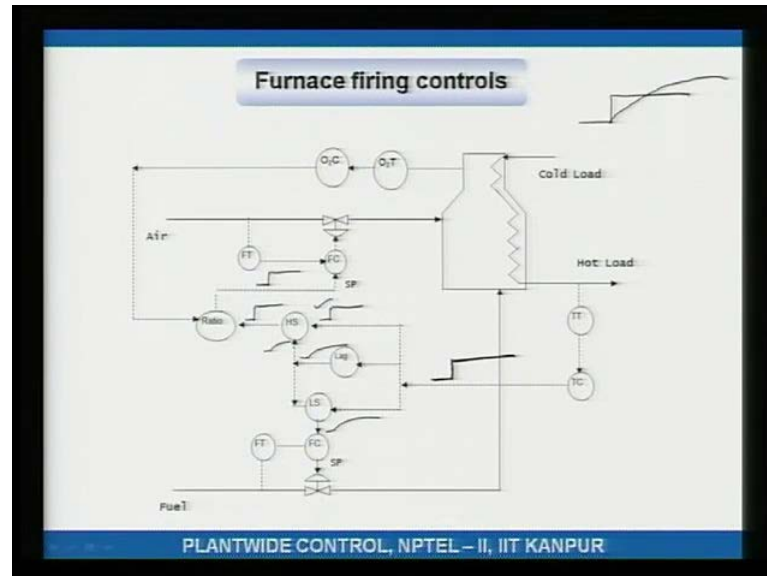 Furnace firing controls
O₂C
O₂T
Cold Load
Air
FT
FC
SP
Hot Load
Ratio
HS
TT
Lag
TC
LS
FT
FC
SP
Fuel
PLANTWIDE CONTROL, NPTEL – II, IIT KANPUR